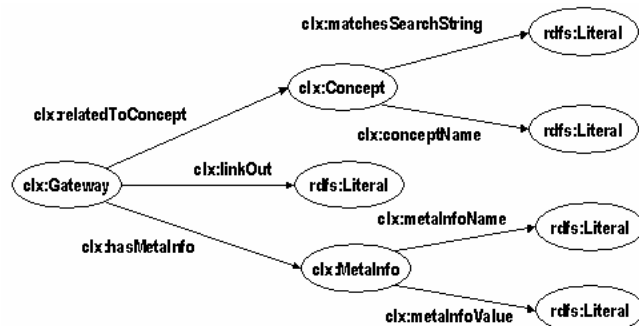 clx:matchesSearchString
rdfs:Literal
clx:Concept
clx:relatedToConcept
clx:conceptName
rdfs:Literal
clx:linkOut
clx:Gateway
rdfs:Literal
clx:metaInfoName
rdfs:Literal
clx:hasMetaInfo
clx:MetaInfo
clx:metaInfoValue
rdfs:Literal